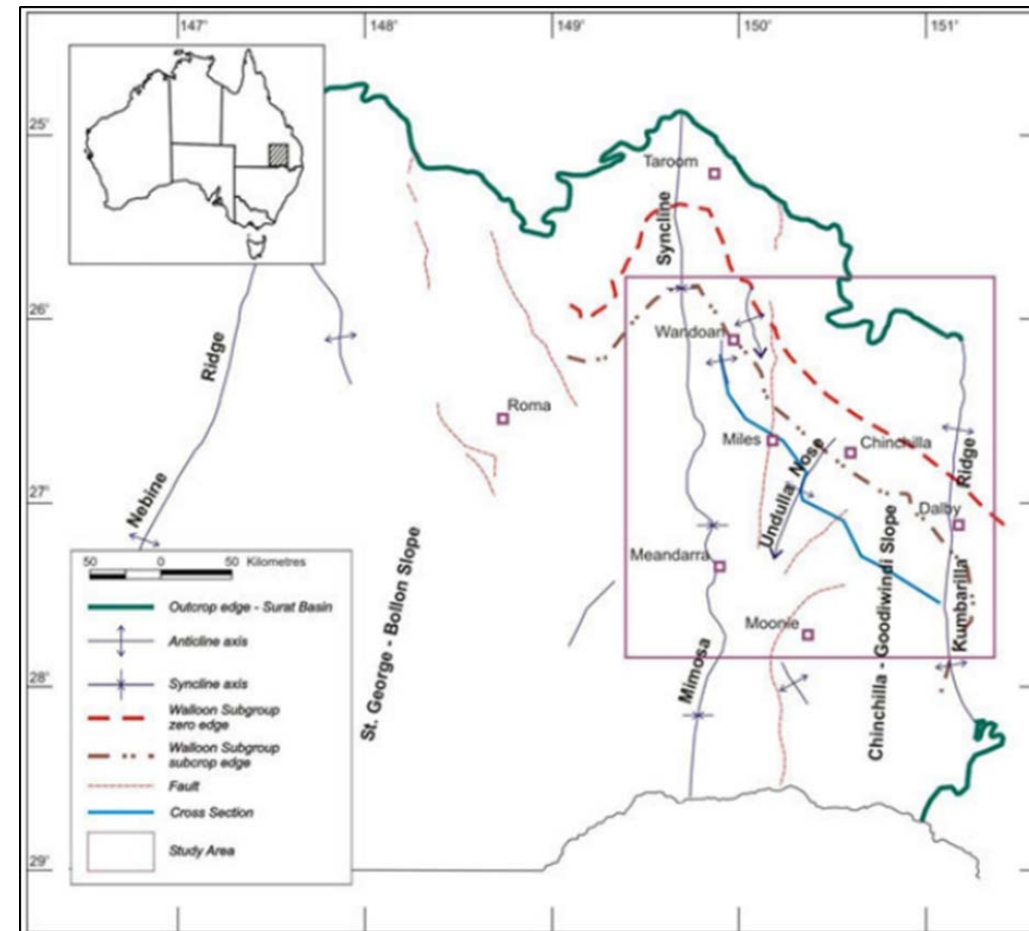 147°
148°
149°
150°
151°
25°
26°
27°
28°
29°
Taroom
Syncline
Wandoan
Ridge
Roma
Miles
Chinchilla
Undulla Nose
Ridge
Nebine
Dalby
Meandarra
St. George - Bollon Slope
Moonie
Mimosa
Chinchilla - Goodiwindi Slope
Kumbarilla
50 0 50 Kilometres
Outcrop edge - Surat Basin
Anticline axis
Syncline axis
Walloon Subgroup
zero edge
Walloon Subgroup
subcrop edge
Fault
Cross Section
Study Area